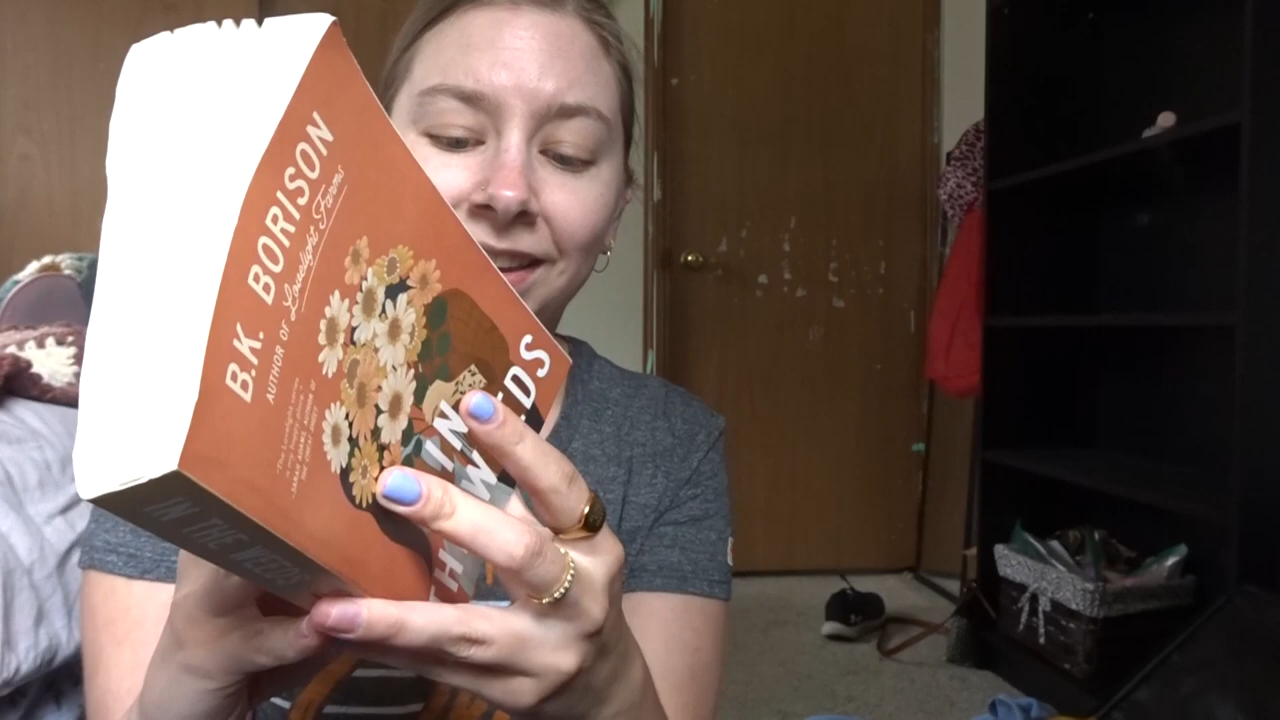 B.K. BORISON
AUTHOR OF Lovelight Farms
IN
THE WEEDS
IN THE WEEDS